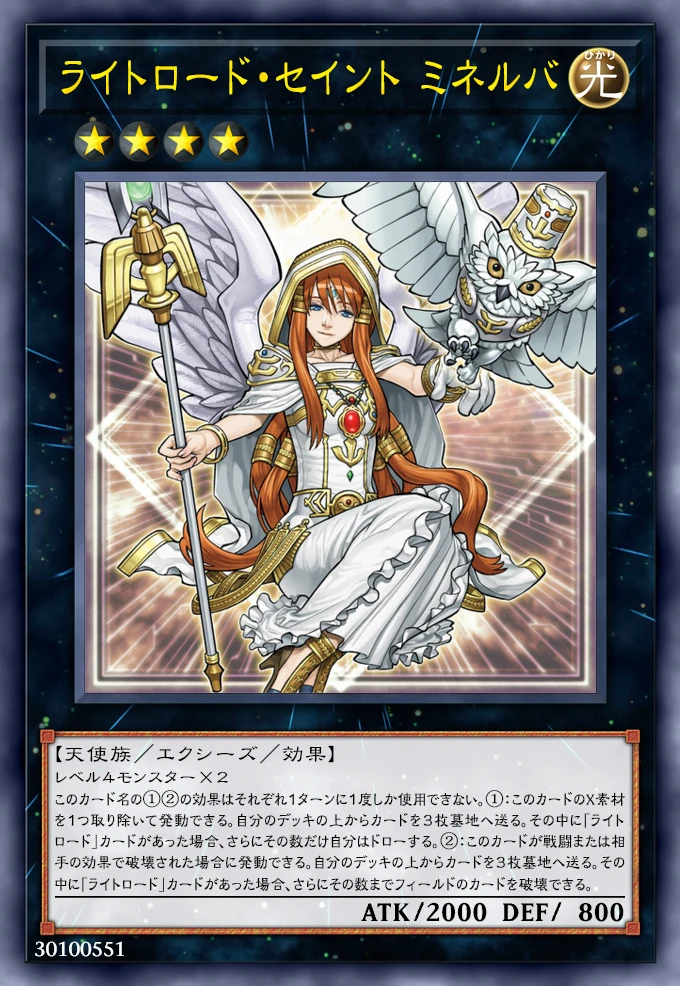 ライトロード・セイント ミネルバ
ひかり
光
【天使族／エクシーズ／効果】
レベル４モンスター×２
このカード名の①②の効果はそれぞれ1ターンに1度しか使用できない。①：このカードのX素材
を1つ取り除いて発動できる。自分のデッキの上からカードを３枚墓地へ送る。その中に「ライト
ロード」カードがあった場合、さらにその数だけ自分はドローする。②：このカードが戦闘または相
手の効果で破壊された場合に発動できる。自分のデッキの上からカードを３枚墓地へ送る。その
中に「ライトロード」カードがあった場合、さらにその数までフィールドのカードを破壊できる。
ATK/2000 DEF/ 800
30100551